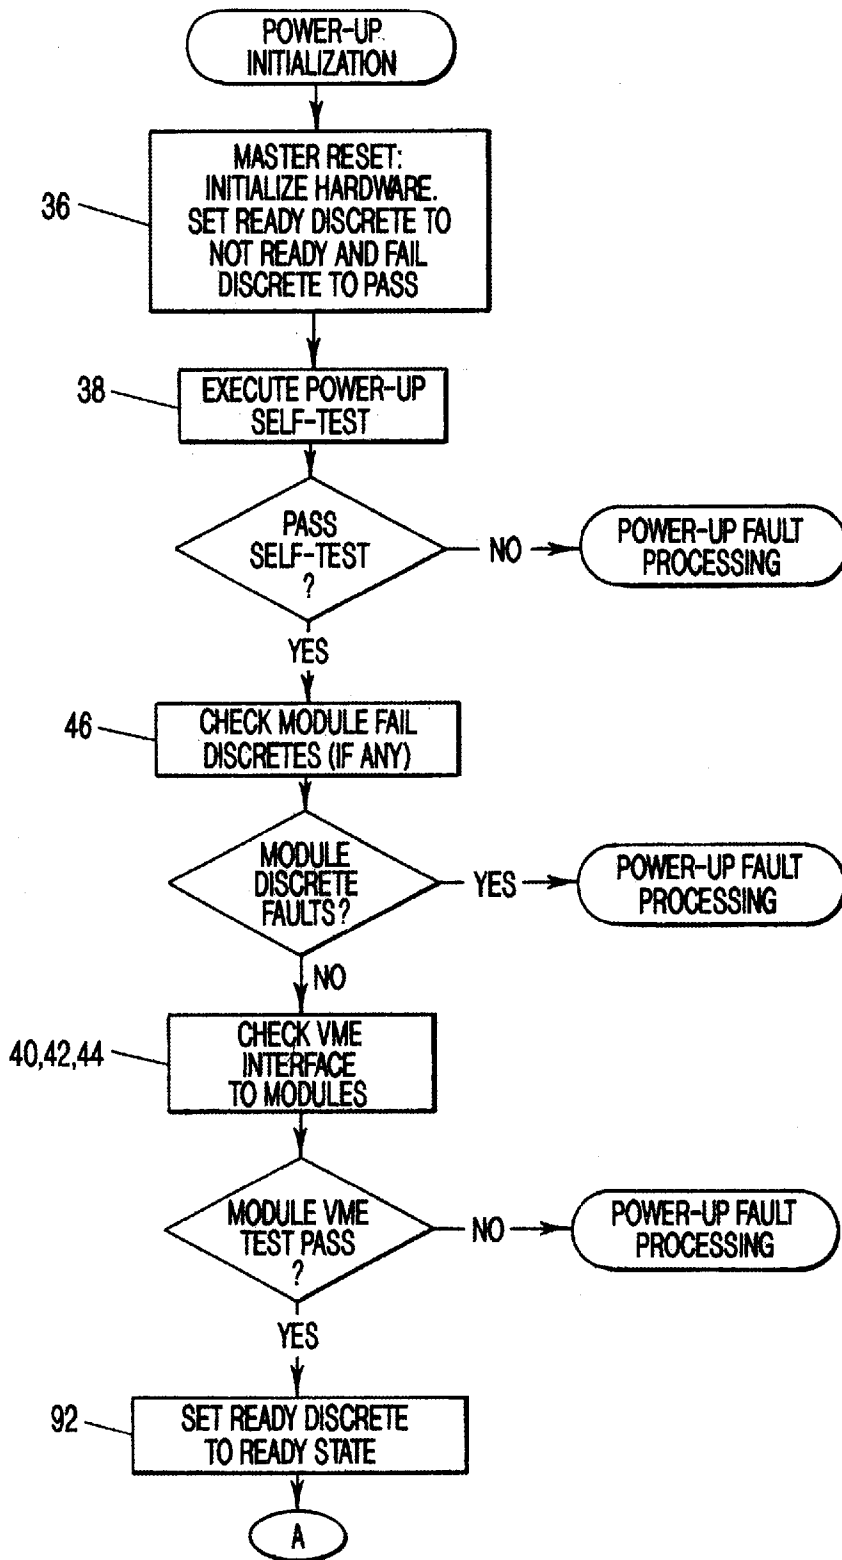 POWER-UP
INITIALIZATION
36
MASTER RESET:
INITIALIZE HARDWARE.
SET READY DISCRETE TO
NOT READY AND FAIL
DISCRETE TO PASS
38
EXECUTE POWER-UP
SELF-TEST
PASS
SELF-TEST
?
NO
POWER-UP FAULT
PROCESSING
YES
46
CHECK MODULE FAIL
DISCRETES (IF ANY)
MODULE
DISCRETE
FAULTS?
YES
POWER-UP FAULT
PROCESSING
NO
40,42,44
CHECK VME
INTERFACE
TO MODULES
MODULE VME
TEST PASS
?
NO
POWER-UP FAULT
PROCESSING
YES
92
SET READY DISCRETE
TO READY STATE
A